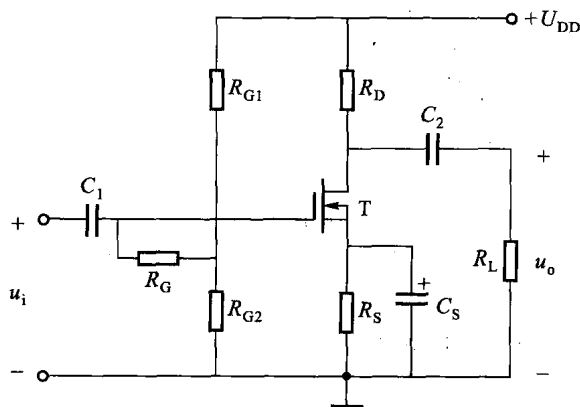 +U_DD
R_G1
R_D
C_2
C_1
+
T
+
R_G
R_L
u_o
u_i
R_G2
R_S
+
C_S
−
−